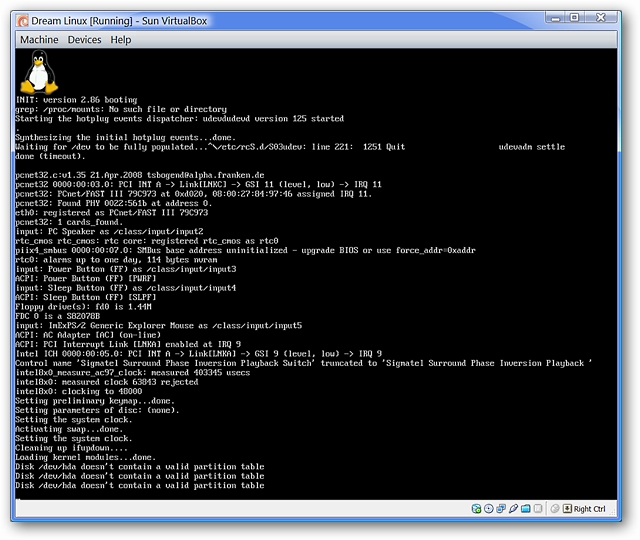 Dream Linux [Running] - Sun VirtualBox
Machine Devices Help
INIT: version 2.86 booting
grep: /proc/mounts: No such file or directory
Starting the hotplug events dispatcher: udevdudevd version 125 started
.
Synthesizing the initial hotplug events...done.
Waiting for /dev to be fully populated...^\/etc/rcS.d/S03udev: line 221:  1251 Quit                    udevadm settle
done (timeout).
pcnet32.c:v1.35 21.Apr.2008 tsbogend@alpha.franken.de
pcnet32 0000:00:03.0: PCI INT A -> Link[LNKC] -> GSI 11 (level, low) -> IRQ 11
pcnet32: PCnet/FAST III 79C973 at 0xd020, 08:00:27:84:97:46 assigned IRQ 11.
pcnet32: Found PHY 0022:561b at address 0.
eth0: registered as PCnet/FAST III 79C973
pcnet32: 1 cards_found.
input: PC Speaker as /class/input/input2
rtc_cmos rtc_cmos: rtc core: registered rtc_cmos as rtc0
piix4_smbus 0000:00:07.0: SMBus base address uninitialized - upgrade BIOS or use force_addr=0xaddr
rtc0: alarms up to one day, 114 bytes nvram
input: Power Button (FF) as /class/input/input3
ACPI: Power Button (FF) [PWRF]
input: Sleep Button (FF) as /class/input/input4
ACPI: Sleep Button (FF) [SLPF]
Floppy drive(s): fd0 is 1.44M
FDC 0 is a S82078B
input: ImExPS/2 Generic Explorer Mouse as /class/input/input5
ACPI: AC Adapter [AC] (on-line)
ACPI: PCI Interrupt Link [LNKA] enabled at IRQ 9
Intel ICH 0000:00:05.0: PCI INT A -> Link[LNKA] -> GSI 9 (level, low) -> IRQ 9
Control name 'Sigmatel Surround Phase Inversion Playback Switch' truncated to 'Sigmatel Surround Phase Inversion Playback '
intel8x0_measure_ac97_clock: measured 403345 usecs
intel8x0: measured clock 63843 rejected
intel8x0: clocking to 48000
Setting preliminary keymap...done.
Setting parameters of disc: (none).
Setting the system clock.
Activating swap...done.
Setting the system clock.
Cleaning up ifupdown....
Loading kernel modules...done.
Disk /dev/hda doesn't contain a valid partition table
Disk /dev/hda doesn't contain a valid partition table
Disk /dev/hda doesn't contain a valid partition table
Right Ctrl